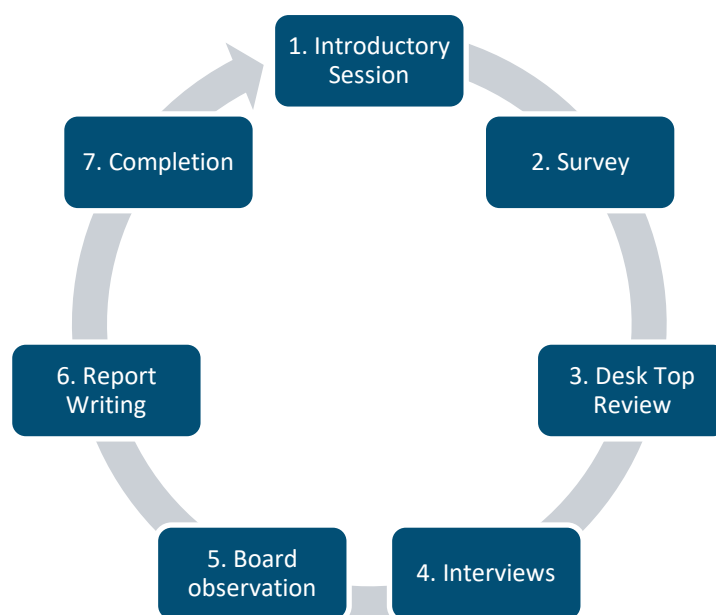 1. Introductory
Session
2. Survey
3. Desk Top
Review
4. Interviews
5. Board
observation
6. Report
Writing
7. Completion